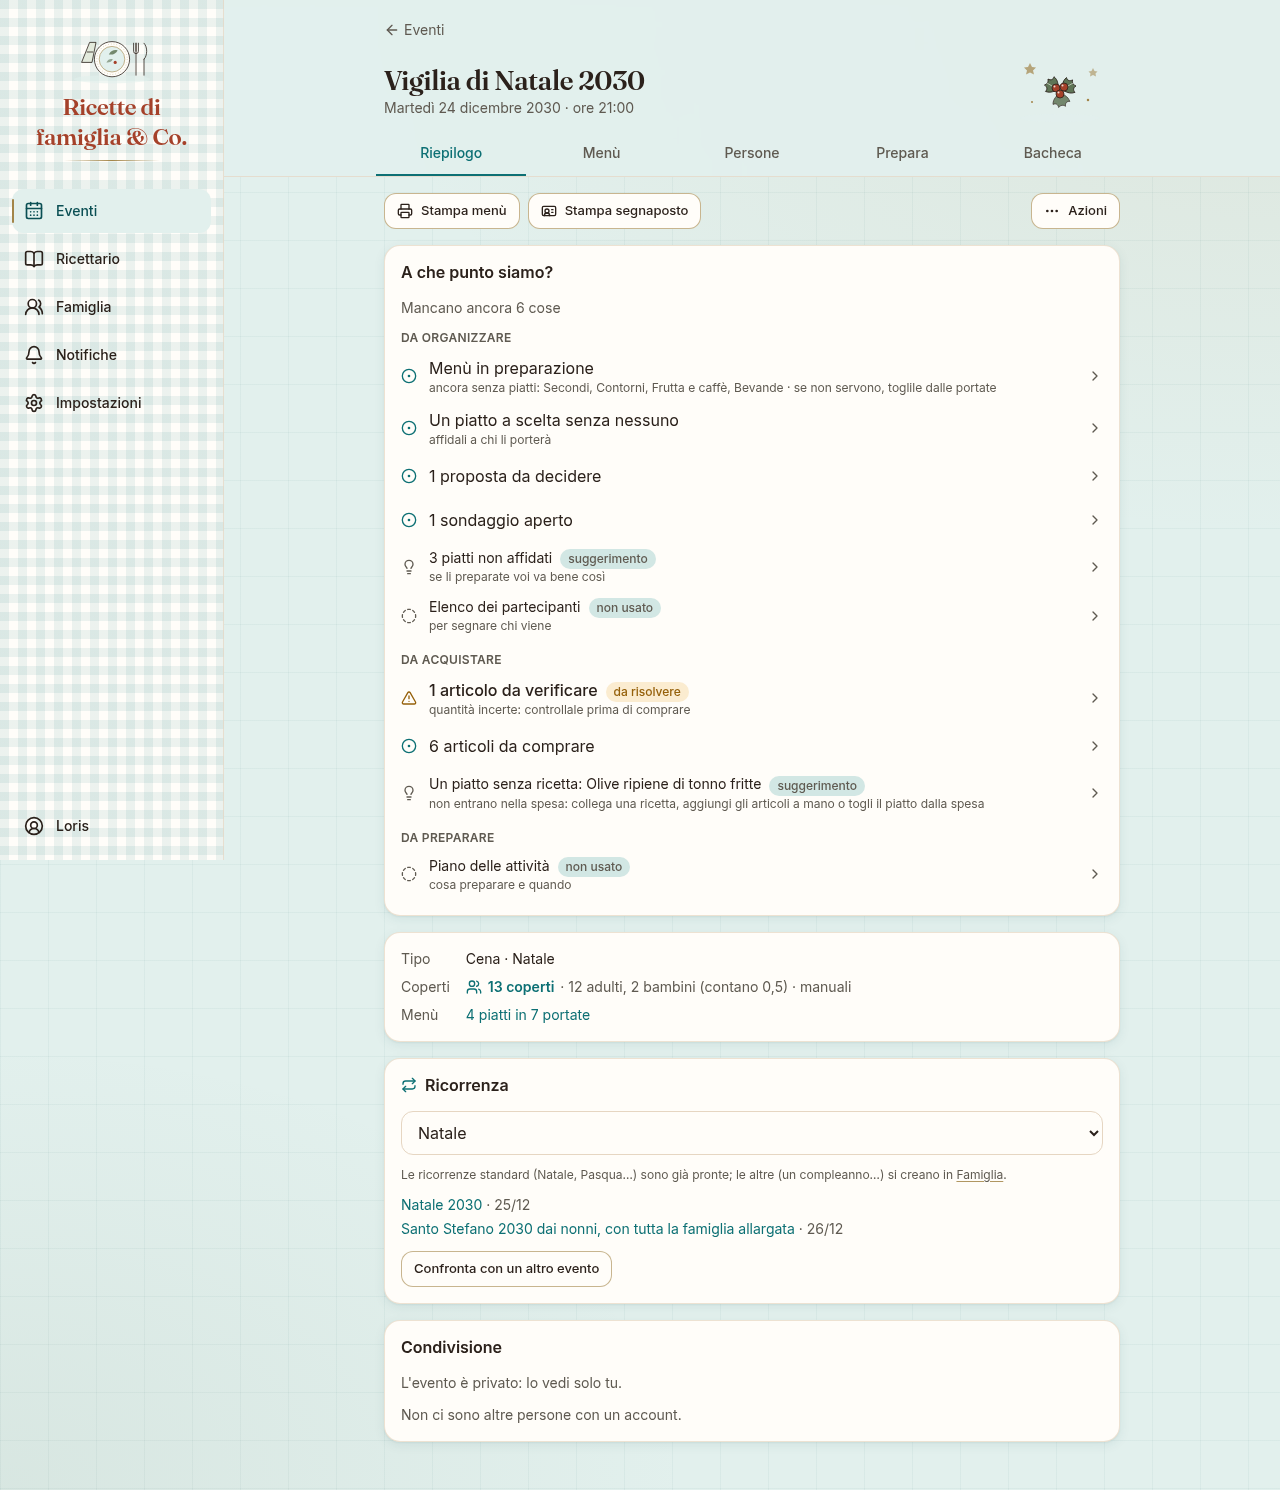 Ricette di
famiglia & Co.
Eventi
Ricettario
Famiglia
Notifiche
Impostazioni
Loris
Eventi
Vigilia di Natale 2030
Martedì 24 dicembre 2030 · ore 21:00
Riepilogo
Menù
Persone
Prepara
Bacheca
Stampa menù
Stampa segnaposto
Azioni
A che punto siamo?
Mancano ancora 6 cose
DA ORGANIZZARE
Menù in preparazione
ancora senza piatti: Secondi, Contorni, Frutta e caffè, Bevande · se non servono, toglile dalle portate
Un piatto a scelta senza nessuno
affidali a chi li porterà
1 proposta da decidere
1 sondaggio aperto
3 piatti non affidati suggerimento
se li preparate voi va bene così
Elenco dei partecipanti non usato
per segnare chi viene
DA ACQUISTARE
1 articolo da verificare da risolvere
quantità incerte: controllale prima di comprare
6 articoli da comprare
Un piatto senza ricetta: Olive ripiene di tonno fritte suggerimento
non entrano nella spesa: collega una ricetta, aggiungi gli articoli a mano o togli il piatto dalla spesa
DA PREPARARE
Piano delle attività non usato
cosa preparare e quando
Tipo Cena · Natale
Coperti 13 coperti · 12 adulti, 2 bambini (contano 0,5) · manuali
Menù 4 piatti in 7 portate
Ricorrenza
Natale
Le ricorrenze standard (Natale, Pasqua…) sono già pronte; le altre (un compleanno…) si creano in Famiglia.
Natale 2030 · 25/12
Santo Stefano 2030 dai nonni, con tutta la famiglia allargata · 26/12
Confronta con un altro evento
Condivisione
L'evento è privato: lo vedi solo tu.
Non ci sono altre persone con un account.